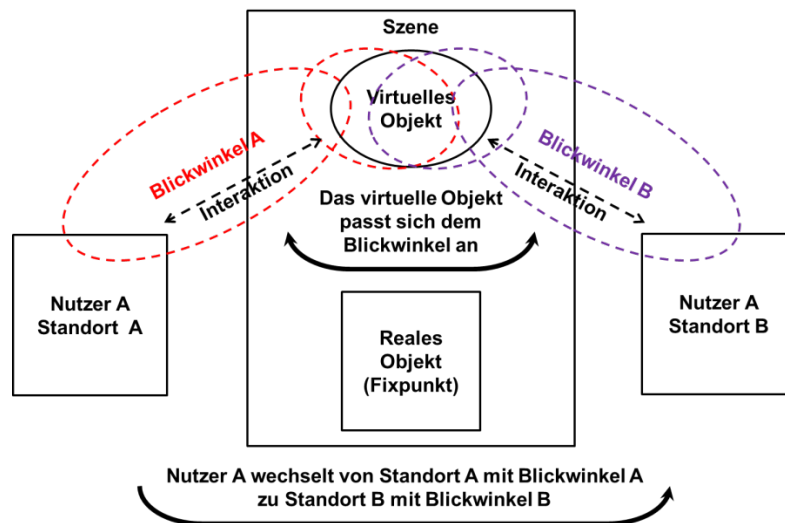 Szene
Virtuelles
Objekt
Blickwinkel A
Interaktion
Blickwinkel B
Interaktion
Das virtuelle Objekt
passt sich dem
Blickwinkel an
Nutzer A
Standort A
Reales
Objekt
(Fixpunkt)
Nutzer A
Standort B
Nutzer A wechselt von Standort A mit Blickwinkel A
zu Standort B mit Blickwinkel B